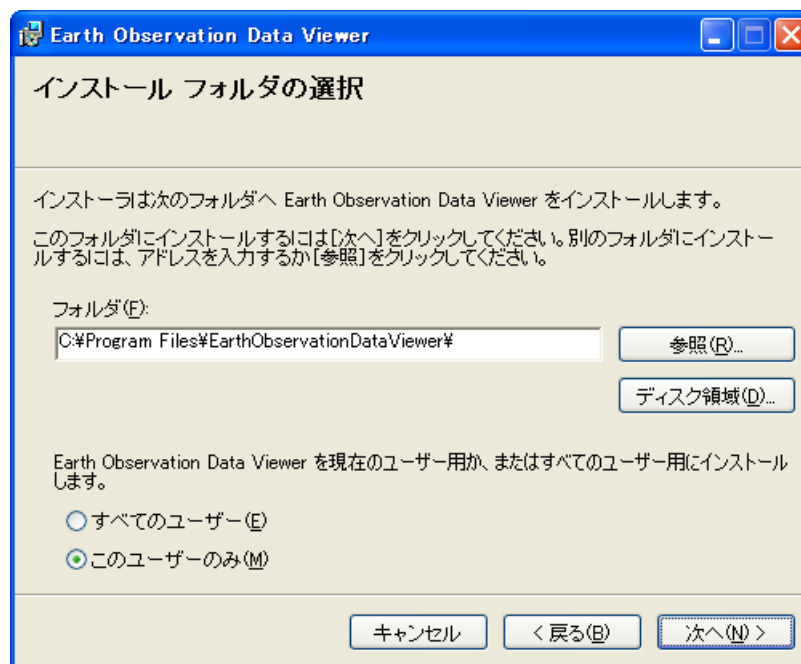 Earth Observation Data Viewer
インストール フォルダの選択
インストーラは次のフォルダへ Earth Observation Data Viewer をインストールします。
このフォルダにインストールするには[次へ]をクリックしてください。別のフォルダにインストー
ルするには、アドレスを入力するか[参照]をクリックしてください。
フォルダ(F):
C:¥Program Files¥EarthObservationDataViewer¥
参照(R)...
ディスク領域(D)...
Earth Observation Data Viewer を現在のユーザー用か、またはすべてのユーザー用にインストール
します。
すべてのユーザー(E)
このユーザーのみ(M)
キャンセル
< 戻る(B)
次へ(N) >